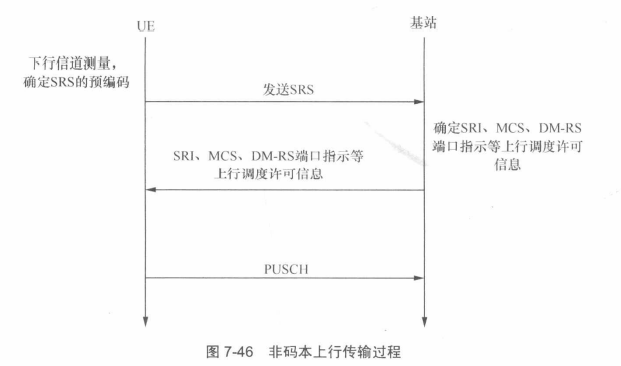 UE
基站
下行信道测量，
确定SRS的预编码
发送SRS
确定SRI、MCS、DM-RS
端口指示等上行调度许可
信息
SRI、MCS、DM-RS端口指示等
上行调度许可信息
PUSCH
图 7-46 非码本上行传输过程